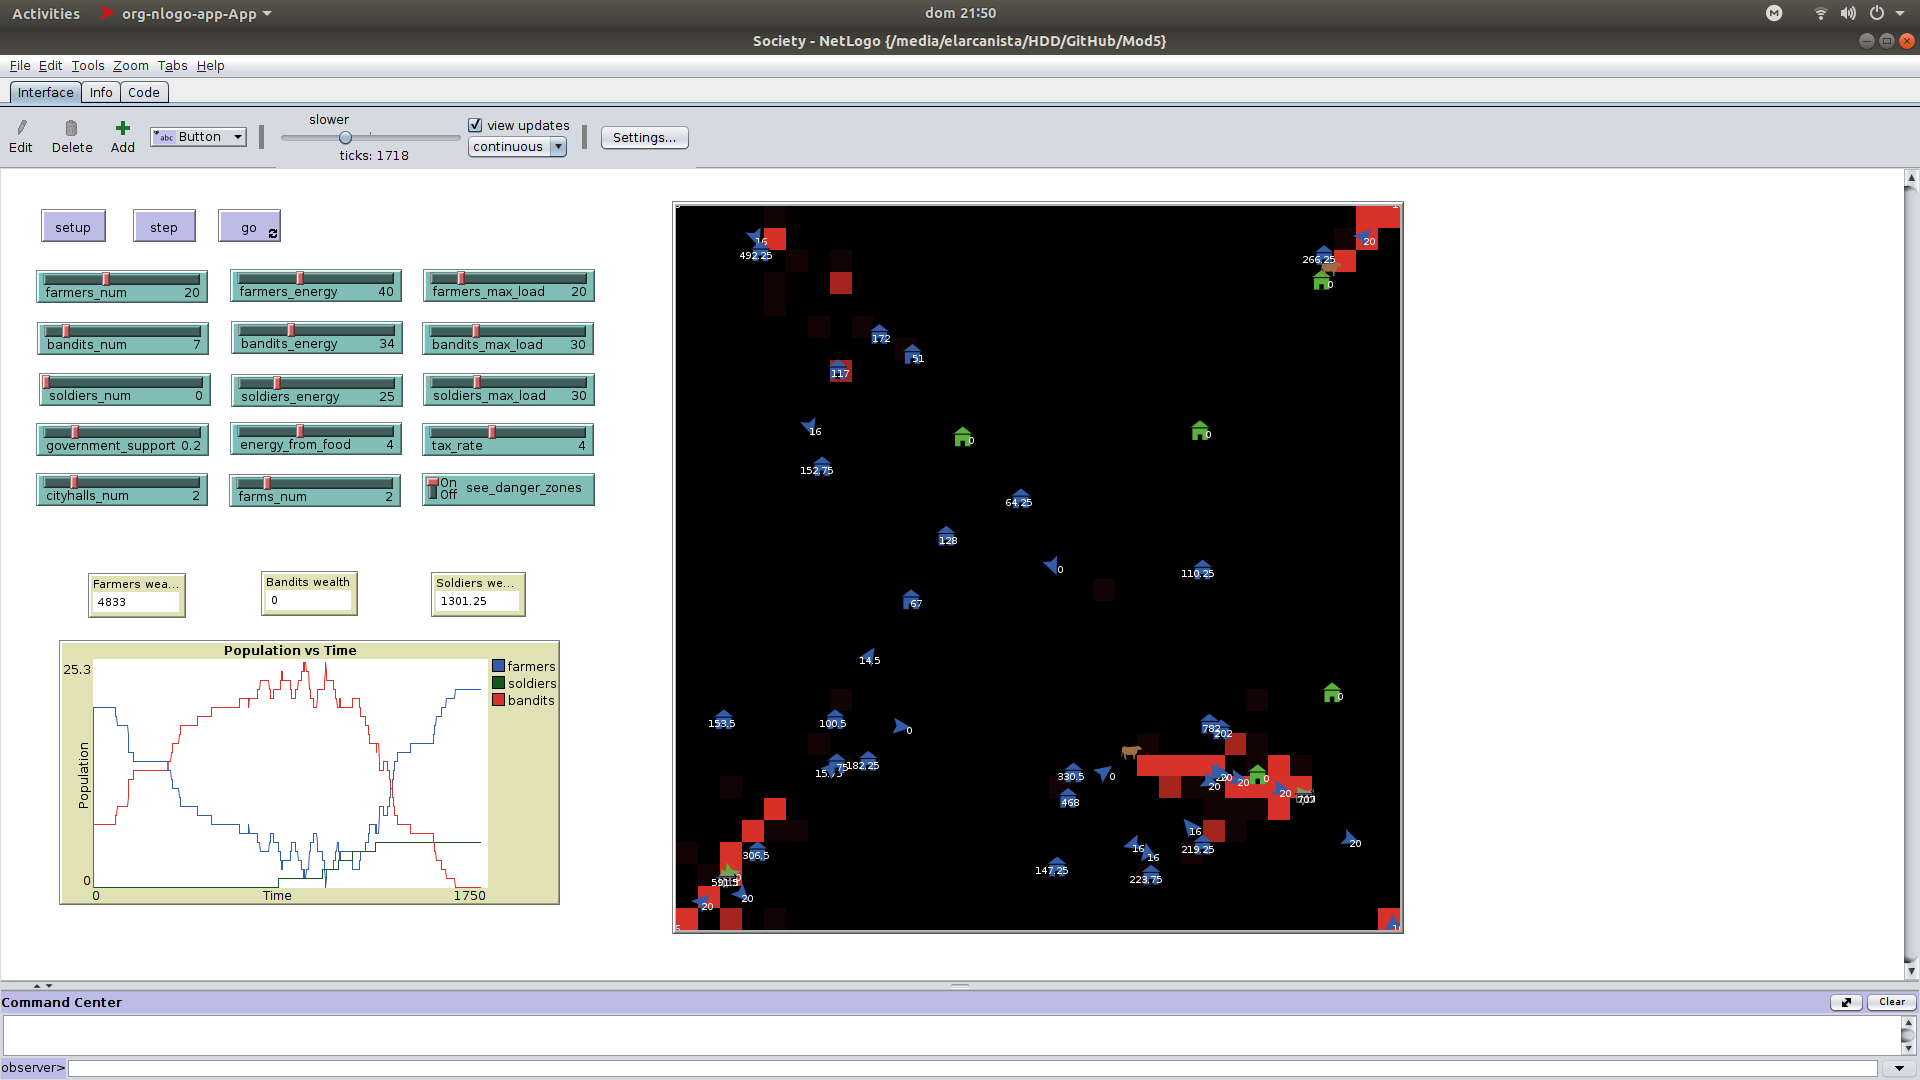 Activities
org-nlogo-app-App
dom 21:50
M
Society - NetLogo {/media/elarcanista/HDD/GitHub/Mod5}
File Edit Tools Zoom Tabs Help
Interface Info Code
Edit
Delete
Add
abc Button
slower
ticks: 1718
view updates
continuous
Settings...
setup step go
farmers_num 20
farmers_energy 40
farmers_max_load 20
bandits_num 7
bandits_energy 34
bandits_max_load 30
soldiers_num 0
soldiers_energy 25
soldiers_max_load 30
government_support 0.2
energy_from_food 4
tax_rate 4
cityhalls_num 2
farms_num 2
On
Off
see_danger_zones
Farmers wea...
4833
Bandits wealth
0
Soldiers we...
1301.25
Population vs Time
25.3
0
Population
0
Time
1750
farmers
soldiers
bandits
16
492.25
20
266.25
0
172
51
117
16
0
0
152.75
64.25
128
0
110.25
67
14.5
0
153.5
100.5
0
782
202
182.25
330.5
0
20
20
0
20
468
707
16
20
16
219.25
16
306.5
147.25
223.75
591.5
20
20
Command Center
Clear
observer>